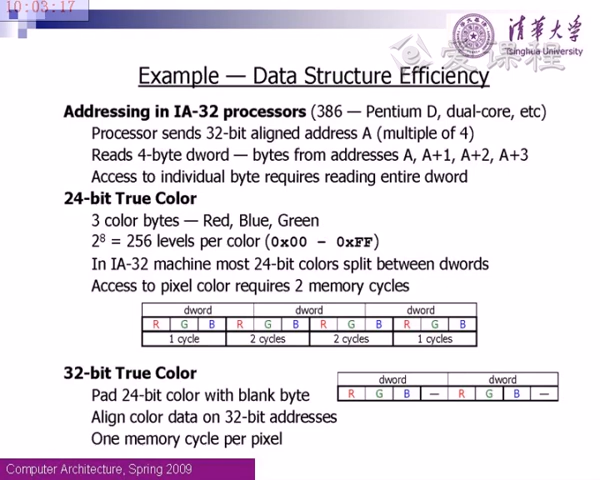 10:03:17
清华大学
Tsinghua University
爱课程
Example — Data Structure Efficiency
Addressing in IA-32 processors (386 — Pentium D, dual-core, etc)
Processor sends 32-bit aligned address A (multiple of 4)
Reads 4-byte dword — bytes from addresses A, A+1, A+2, A+3
Access to individual byte requires reading entire dword
24-bit True Color
3 color bytes — Red, Blue, Green
2⁸ = 256 levels per color (0x00 - 0xFF)
In IA-32 machine most 24-bit colors split between dwords
Access to pixel color requires 2 memory cycles
dword dword dword
R G B R G B R G B R G B
1 cycle 2 cycles 2 cycles 1 cycles
32-bit True Color
Pad 24-bit color with blank byte
Align color data on 32-bit addresses
One memory cycle per pixel
dword dword
R G B — R G B —
Computer Architecture, Spring 2009